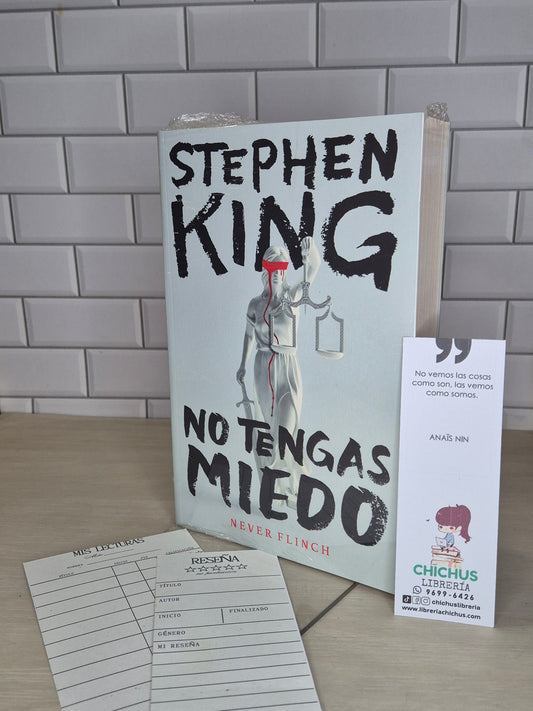 STEPHEN
KING
NO TENGAS
MIEDO
NEVER FLINCH
”
No vemos las cosas
como son, las vemos
como somos.
ANAÏS NIN
CHICHUS
LIBRERÍA
9699-6426
chichuslibreria
www.libreriachichus.com
MIS LECTURAS
RESEÑA
TÍTULO
AUTOR
INICIO FINALIZADO
GÉNERO
MI RESEÑA